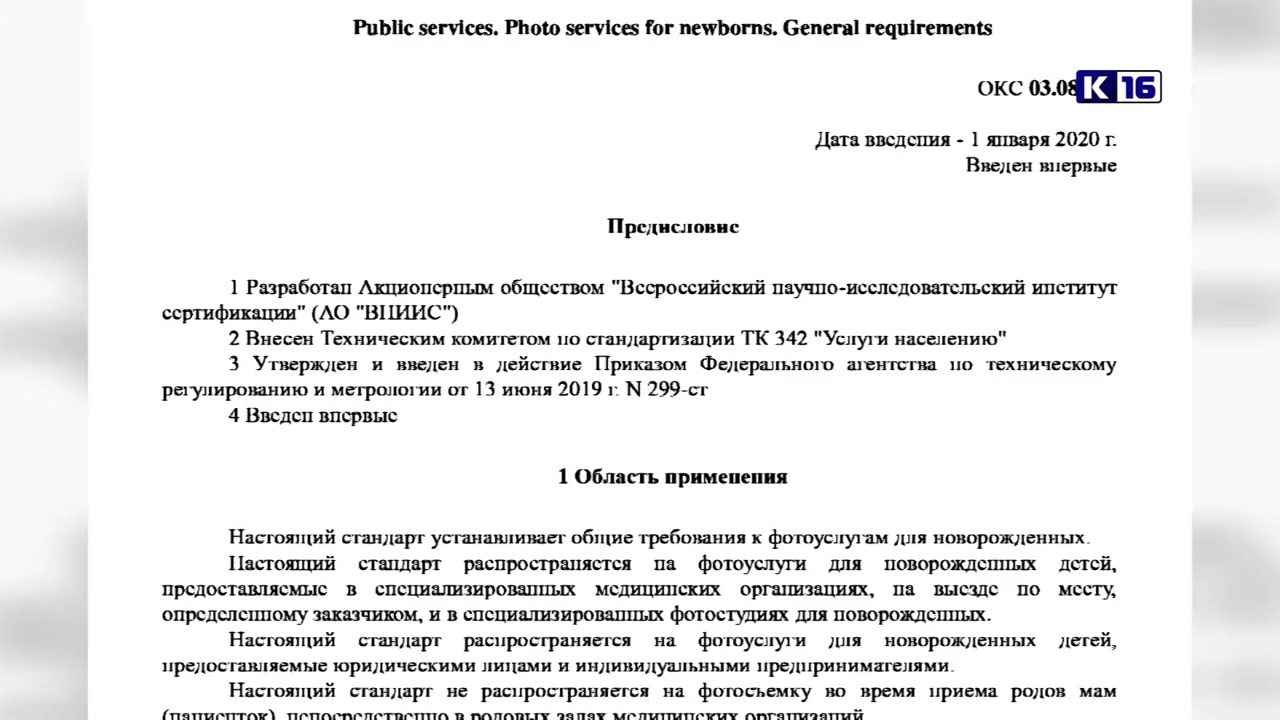 Public services. Photo services for newborns. General requirements
ОКС 03.08
К 16
Дата введения - 1 января 2020 г.
Введен впервые
Предисловие
1 Разработан Акционерным обществом "Всероссийский научно-исследовательский институт
сертификации" (АО "ВНИИС")
2 Внесен Техническим комитетом по стандартизации ТК 342 "Услуги населению"
3 Утвержден и введен в действие Приказом Федерального агентства по техническому
регулированию и метрологии от 13 июня 2019 г. N 299-ст
4 Введен впервые
1 Область применения
Настоящий стандарт устанавливает общие требования к фотоуслугам для новорожденных.
Настоящий стандарт распространяется на фотоуслуги для новорожденных детей,
предоставляемые в специализированных медицинских организациях, на выезде по месту,
определенному заказчиком, и в специализированных фотостудиях для новорожденных.
Настоящий стандарт распространяется на фотоуслуги для новорожденных детей,
предоставляемые юридическими лицами и индивидуальными предпринимателями.
Настоящий стандарт не распространяется на фотосъемку во время приема родов мам
(пациенток), непосредственно в родовых залах медицинских организаций.